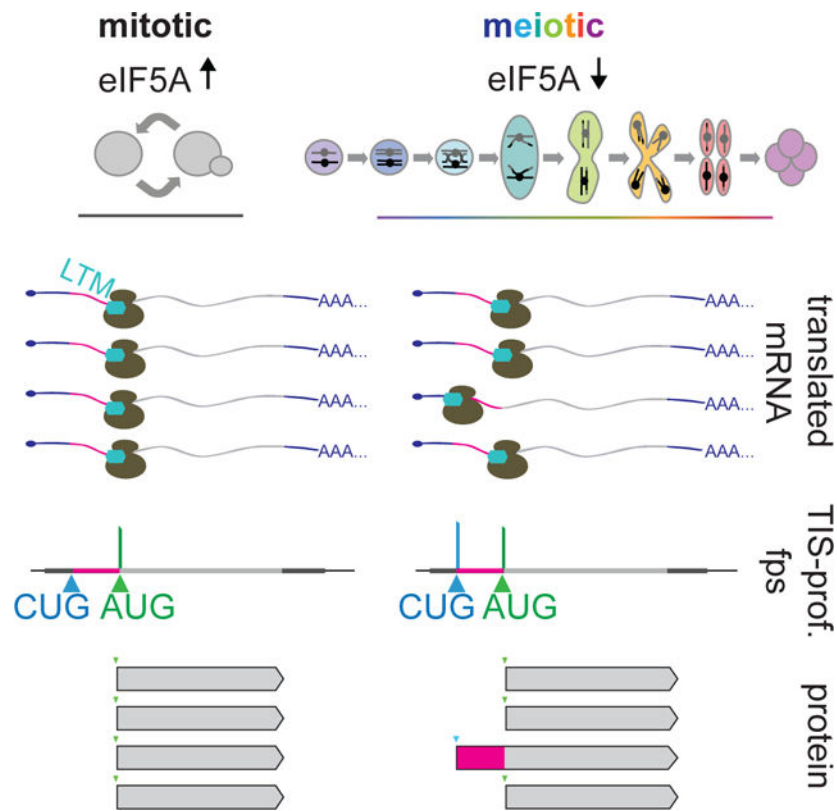 mitotic
meiotic
eIF5A
eIF5A
LTM
AAA...
AAA...
AAA...
AAA...
AAA...
AAA...
AAA...
AAA...
translated
mRNA
CUG AUG
CUG AUG
TIS-prof.
fps
protein